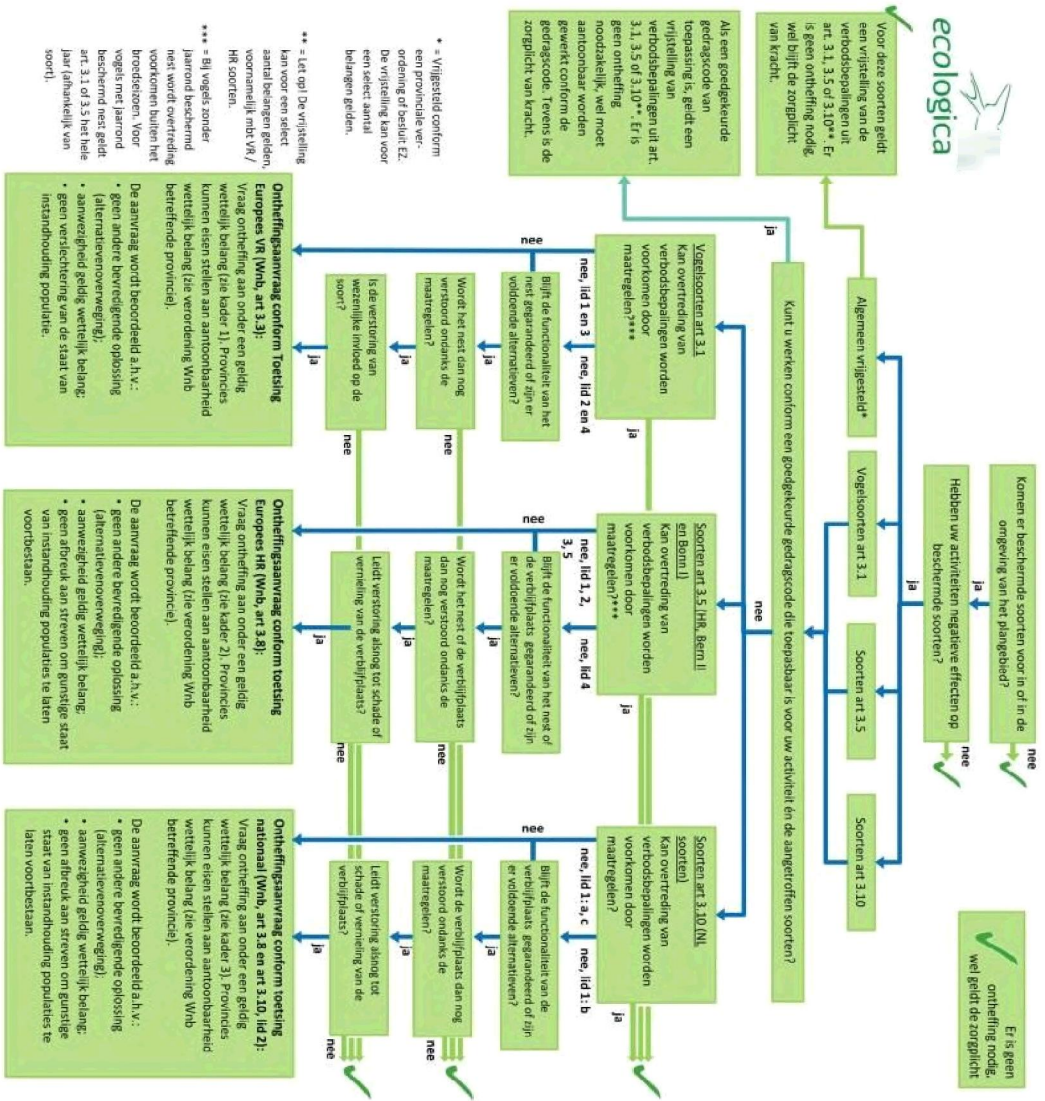 ecologica
Komen er beschermde soorten voor in of in de
omgeving van het plangebied?
nee
ja
Hebben uw activiteiten negatieve effecten op
beschermde soorten?
nee
ja
Er is geen
ontheffing nodig,
wel geldt de zorgplicht
Algemeen vrijgesteld*
Vogelsoorten art 3.1
Soorten art 3.5
Soorten art 3.10
Voor deze soorten geldt
een vrijstelling van de
verbodsbepalingen uit
art. 3.1, 3.5 of 3.10**. Er
is geen ontheffing nodig,
wel blijft de zorgplicht
van kracht.
Kunt u werken conform een goedgekeurde gedragscode die toepasbaar is voor uw activiteit én de aangetroffen soorten?
ja
nee
Als een goedgekeurde
gedragscode van
toepassing is, geldt een
vrijstelling van
verbodsbepalingen uit art.
3.1, 3.5 of 3.10**. Er is
geen ontheffing
noodzakelijk, wel moet
aantoonbaar worden
gewerkt conform de
gedragscode. Tevens is de
zorgplicht van kracht.
Vogelsoorten art 3.1
Kan overtreding van
verbodsbepalingen worden
voorkomen door
maatregelen?***
ja
Soorten art 3.5 (HR, Bern II
en Bonn I)
Kan overtreding van
verbodsbepalingen worden
voorkomen door
maatregelen?***
ja
Soorten art 3.10 (NL
soorten)
Kan overtreding van
verbodsbepalingen worden
voorkomen door
maatregelen?
ja
nee
nee, lid 1 en 3
nee, lid 2 en 4
nee
nee, lid 1, 2,
3, 5
nee, lid 4
nee
nee, lid 1: a, c
nee, lid 1: b
Blijft de functionaliteit van het
nest gegarandeerd of zijn er
voldoende alternatieven?
ja
Blijft de functionaliteit van het nest of
de verblijfplaats gegarandeerd of zijn
er voldoende alternatieven?
ja
Blijft de functionaliteit van de
verblijfplaats gegarandeerd of zijn
er voldoende alternatieven?
ja
Wordt het nest dan nog
verstoord ondanks de
maatregelen?
nee
ja
Wordt het nest of de verblijfplaats
dan nog verstoord ondanks de
maatregelen?
nee
ja
Wordt de verblijfplaats dan nog
verstoord ondanks de
maatregelen?
nee
ja
Is de verstoring van
wezenlijke invloed op de
soort?
nee
ja
Leidt verstoring alsnog tot schade of
vernieling van de verblijfplaats?
nee
ja
Leidt verstoring alsnog tot
schade of vernieling van de
verblijfplaats?
nee
ja
* = Vrijgesteld conform
een provinciale ver-
ordening of besluit EZ.
De vrijstelling kan voor
een select aantal
belangen gelden.
** = Let op! De vrijstelling
kan voor een select
aantal belangen gelden,
voornamelijk mbt VR /
HR soorten.
*** = Bij vogels zonder
jaarrond beschermd
nest wordt overtreding
voorkomen buiten het
broedseizoen. Voor
vogels met jaarrond
beschermd nest geldt
art. 3.1 of 3.5 het hele
jaar (afhankelijk van
soort).
Ontheffingsaanvraag conform Toetsing
Europees VR (Wnb, art 3.3):
Vraag ontheffing aan onder een geldig
wettelijk belang (zie kader 1). Provincies
kunnen eisen stellen aan aantoonbaarheid
wettelijk belang (zie verordening Wnb
betreffende provincie).
De aanvraag wordt beoordeeld a.h.v.:
• geen andere bevredigende oplossing
(alternatievenoverweging);
• aanwezigheid geldig wettelijk belang;
• geen verslechtering van de staat van
instandhouding populatie.
Ontheffingsaanvraag conform toetsing
Europees HR (Wnb, art 3.8):
Vraag ontheffing aan onder een geldig
wettelijk belang (zie kader 2). Provincies
kunnen eisen stellen aan aantoonbaarheid
wettelijk belang (zie verordening Wnb
betreffende provincie).
De aanvraag wordt beoordeeld a.h.v.:
• geen andere bevredigende oplossing
(alternatievenoverweging);
• aanwezigheid geldig wettelijk belang;
• geen afbreuk aan streven om gunstige staat
van instandhouding populaties te laten
voortbestaan.
Ontheffingsaanvraag conform toetsing
nationaal (Wnb, art 3.8 en art 3.10, lid 2):
Vraag ontheffing aan onder een geldig
wettelijk belang (zie kader 3). Provincies
kunnen eisen stellen aan aantoonbaarheid
wettelijk belang (zie verordening Wnb
betreffende provincie).
De aanvraag wordt beoordeeld a.h.v.:
• geen andere bevredigende oplossing
(alternatievenoverweging);
• aanwezigheid geldig wettelijk belang;
• geen afbreuk aan streven om gunstige
staat van instandhouding populaties te
laten voortbestaan.